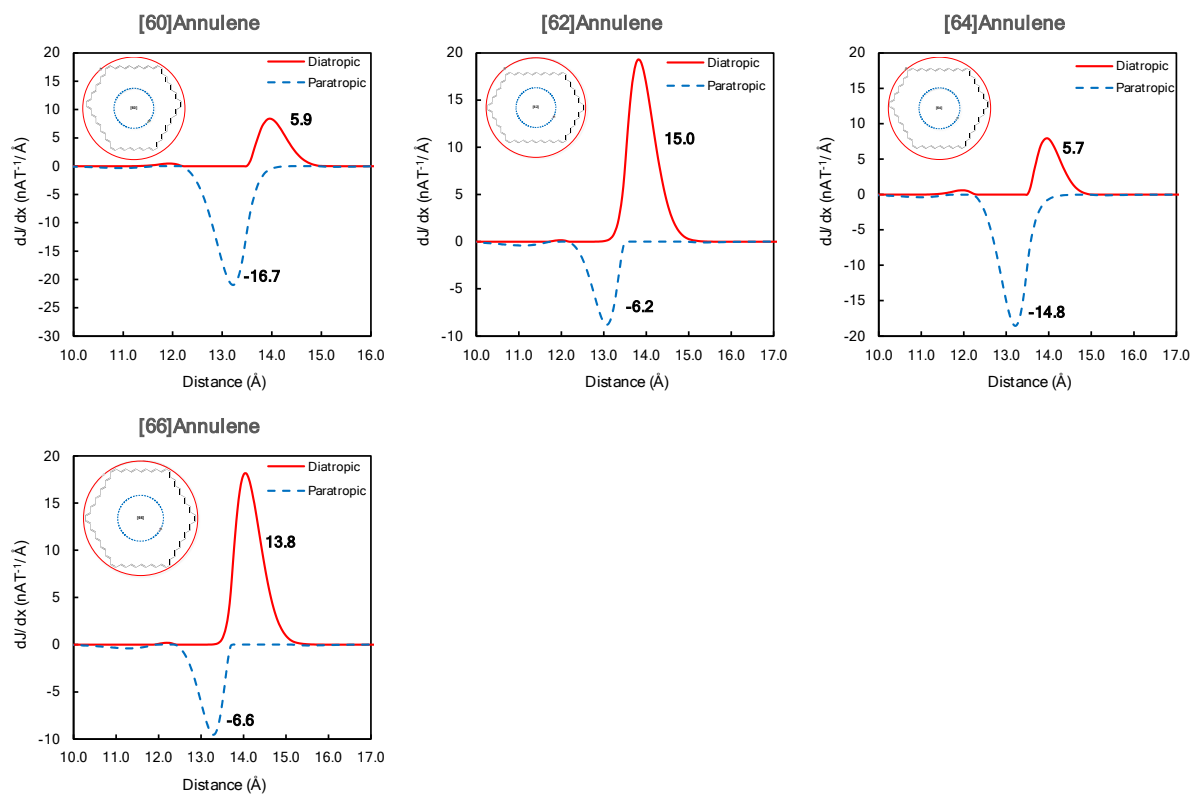 [60]Annulene
20
15
10
5
0
-5
-10
-15
-20
-25
-30
dJ/ dx (nAT-1/ Å)
Diatropic
Paratropic
[60]
5.9
-16.7
10.0 11.0 12.0 13.0 14.0 15.0 16.0
Distance (Å)
[62]Annulene
20
15
10
5
0
-5
-10
dJ/ dx (nAT-1/ Å)
Diatropic
Paratropic
[62]
15.0
-6.2
10.0 11.0 12.0 13.0 14.0 15.0 16.0 17.0
Distance (Å)
[64]Annulene
20
15
10
5
0
-5
-10
-15
-20
dJ/ dx (nAT-1/ Å)
Diatropic
Paratropic
[64]
5.7
-14.8
10.0 11.0 12.0 13.0 14.0 15.0 16.0 17.0
Distance (Å)
[66]Annulene
20
15
10
5
0
-5
-10
dJ/ dx (nAT-1/ Å)
Diatropic
Paratropic
[66]
13.8
-6.6
10.0 11.0 12.0 13.0 14.0 15.0 16.0 17.0
Distance (Å)